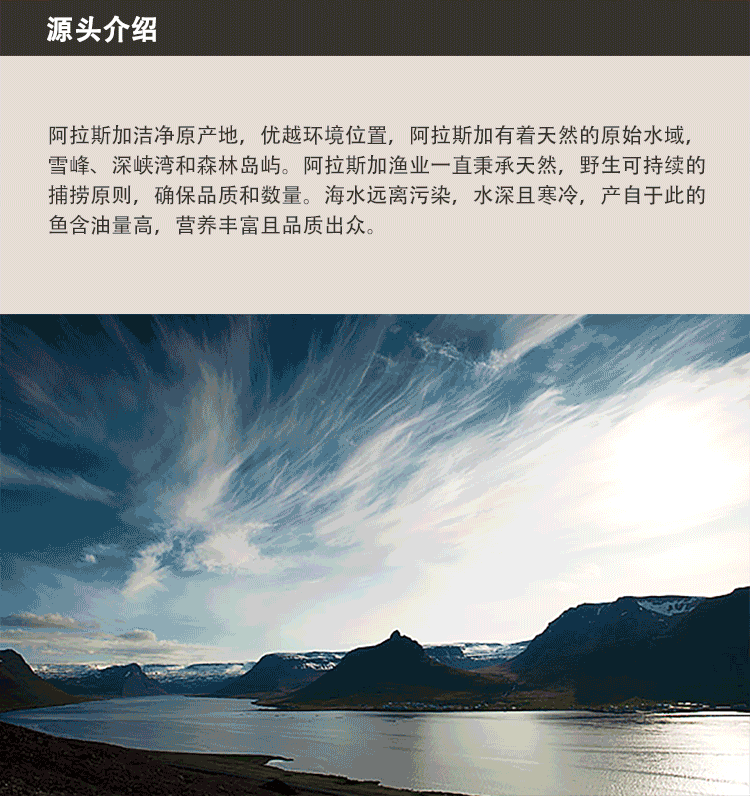 源头介绍
阿拉斯加洁净原产地，优越环境位置，阿拉斯加有着天然的原始水域，
雪峰、深峡湾和森林岛屿。阿拉斯加渔业一直秉承天然，野生可持续的
捕捞原则，确保品质和数量。海水远离污染，水深且寒冷，产自于此的
鱼含油量高，营养丰富且品质出众。